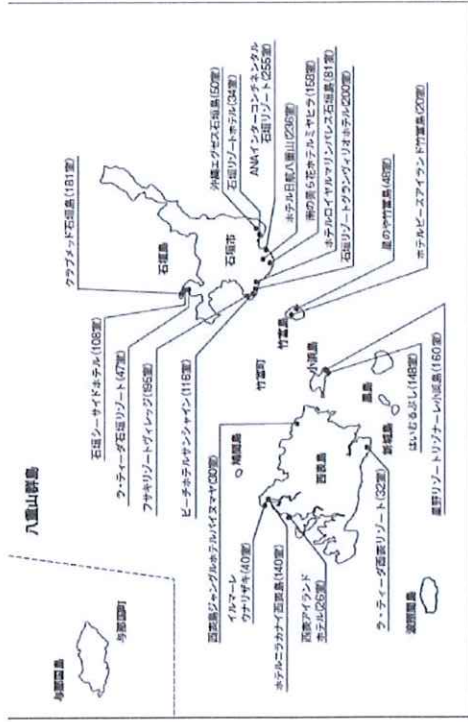 八重山群島
与那国島
与那国町
クラブメッド石垣島(181室)
石垣シーサイドホテル(108室)
ラ・ティーダ石垣リゾート(47室)
フサキリゾートヴィレッジ(195室)
ビーチホテルサンシャイン(116室)
石垣島
石垣市
沖縄エグゼス石垣島(50室)
石垣リゾートホテル(34室)
ANAインターコンチネンタル
石垣リゾート(255室)
ホテル日航八重山(236室)
南の美ら花ホテルミヤヒラ(158室)
ホテルロイヤルマリンパレス石垣島(81室)
石垣リゾートグランヴィリオホテル(200室)
竹富町
竹富島
星のや竹富島(48室)
ホテルピースアイランド竹富島(20室)
小浜島
黒島
新城島
はいむるぶし(148室)
星野リゾートリゾナーレ小浜島(160室)
鳩間島
西表島
西表島ジャングルホテルパイヌマヤ(30室)
イルマーレ
ウナリザキ(40室)
ホテルニラカナイ西表島(140室)
西表アイランド
ホテル(26室)
ラ・ティーダ西表リゾート(32室)
波照間島